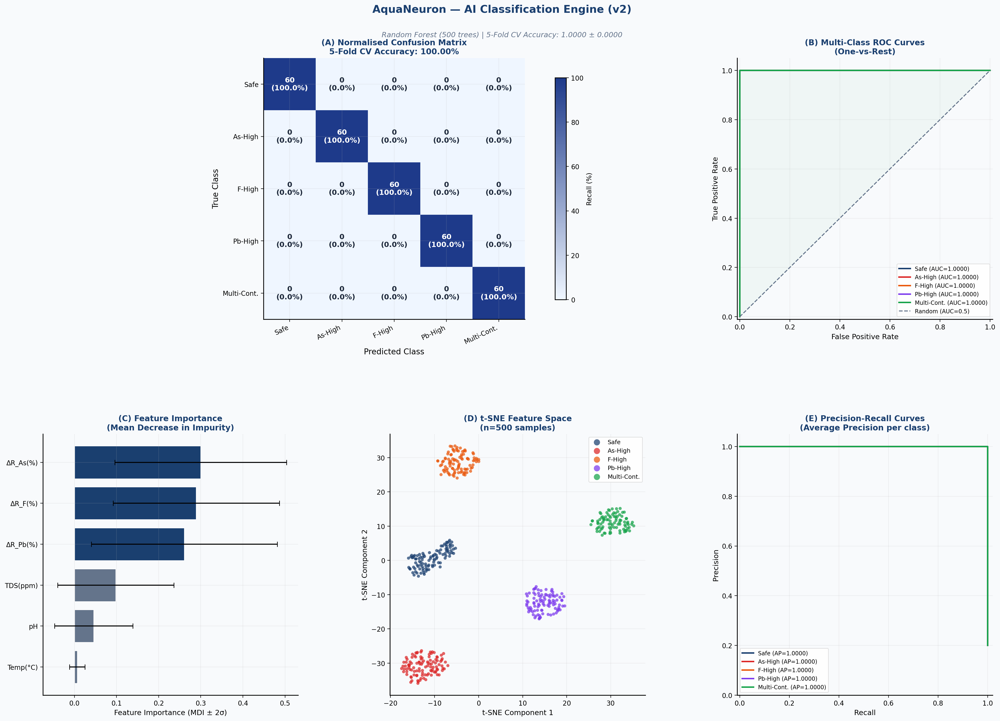 AquaNeuron — AI Classification Engine (v2)
Random Forest (500 trees) | 5-Fold CV Accuracy: 1.0000 ± 0.0000
(A) Normalised Confusion Matrix
5-Fold CV Accuracy: 100.00%
True Class
Safe
60 0 0 0 0
(100.0%) (0.0%) (0.0%) (0.0%) (0.0%)
As-High
0 60 0 0 0
(0.0%) (100.0%) (0.0%) (0.0%) (0.0%)
F-High
0 0 60 0 0
(0.0%) (0.0%) (100.0%) (0.0%) (0.0%)
Pb-High
0 0 0 60 0
(0.0%) (0.0%) (0.0%) (100.0%) (0.0%)
Multi-Cont.
0 0 0 0 60
(0.0%) (0.0%) (0.0%) (0.0%) (100.0%)
Safe As-High F-High Pb-High Multi-Cont.
Predicted Class
100
80
60
40
20
0
Recall (%)
(B) Multi-Class ROC Curves
(One-vs-Rest)
True Positive Rate
1.0
0.8
0.6
0.4
0.2
0.0
Safe (AUC=1.0000)
As-High (AUC=1.0000)
F-High (AUC=1.0000)
Pb-High (AUC=1.0000)
Multi-Cont. (AUC=1.0000)
Random (AUC=0.5)
0.0 0.2 0.4 0.6 0.8 1.0
False Positive Rate
(C) Feature Importance
(Mean Decrease in Impurity)
ΔR_As(%)
ΔR_F(%)
ΔR_Pb(%)
TDS(ppm)
pH
Temp(°C)
0.0 0.1 0.2 0.3 0.4 0.5
Feature Importance (MDI ± 2σ)
(D) t-SNE Feature Space
(n=500 samples)
t-SNE Component 2
30
20
10
0
−10
−20
−30
Safe
As-High
F-High
Pb-High
Multi-Cont.
−20 −10 0 10 20 30
t-SNE Component 1
(E) Precision-Recall Curves
(Average Precision per class)
Precision
1.0
0.8
0.6
0.4
0.2
0.0
Safe (AP=1.0000)
As-High (AP=1.0000)
F-High (AP=1.0000)
Pb-High (AP=1.0000)
Multi-Cont. (AP=1.0000)
0.0 0.2 0.4 0.6 0.8 1.0
Recall